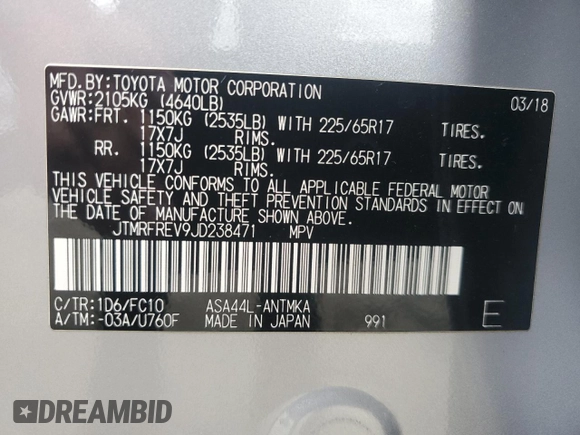 MFD.BY:TOYOTA MOTOR CORPORATION 03/18
GVWR:2105KG (4640LB)
GAWR:FRT. 1150KG (2535LB) WITH 225/65R17 TIRES.
17X7J RIMS.
RR. 1150KG (2535LB) WITH 225/65R17 TIRES.
17X7J RIMS.
THIS VEHICLE CONFORMS TO ALL APPLICABLE FEDERAL MOTOR
VEHICLE SAFETY AND THEFT PREVENTION STANDARDS IN EFFECT ON
THE DATE OF MANUFACTURE SHOWN ABOVE.
JTMRFREV9JD238471 MPV
C/TR:1D6/FC10 ASA44L-ANTMKA
A/TM:-03A/U760F MADE IN JAPAN 991 E
DREAMBID